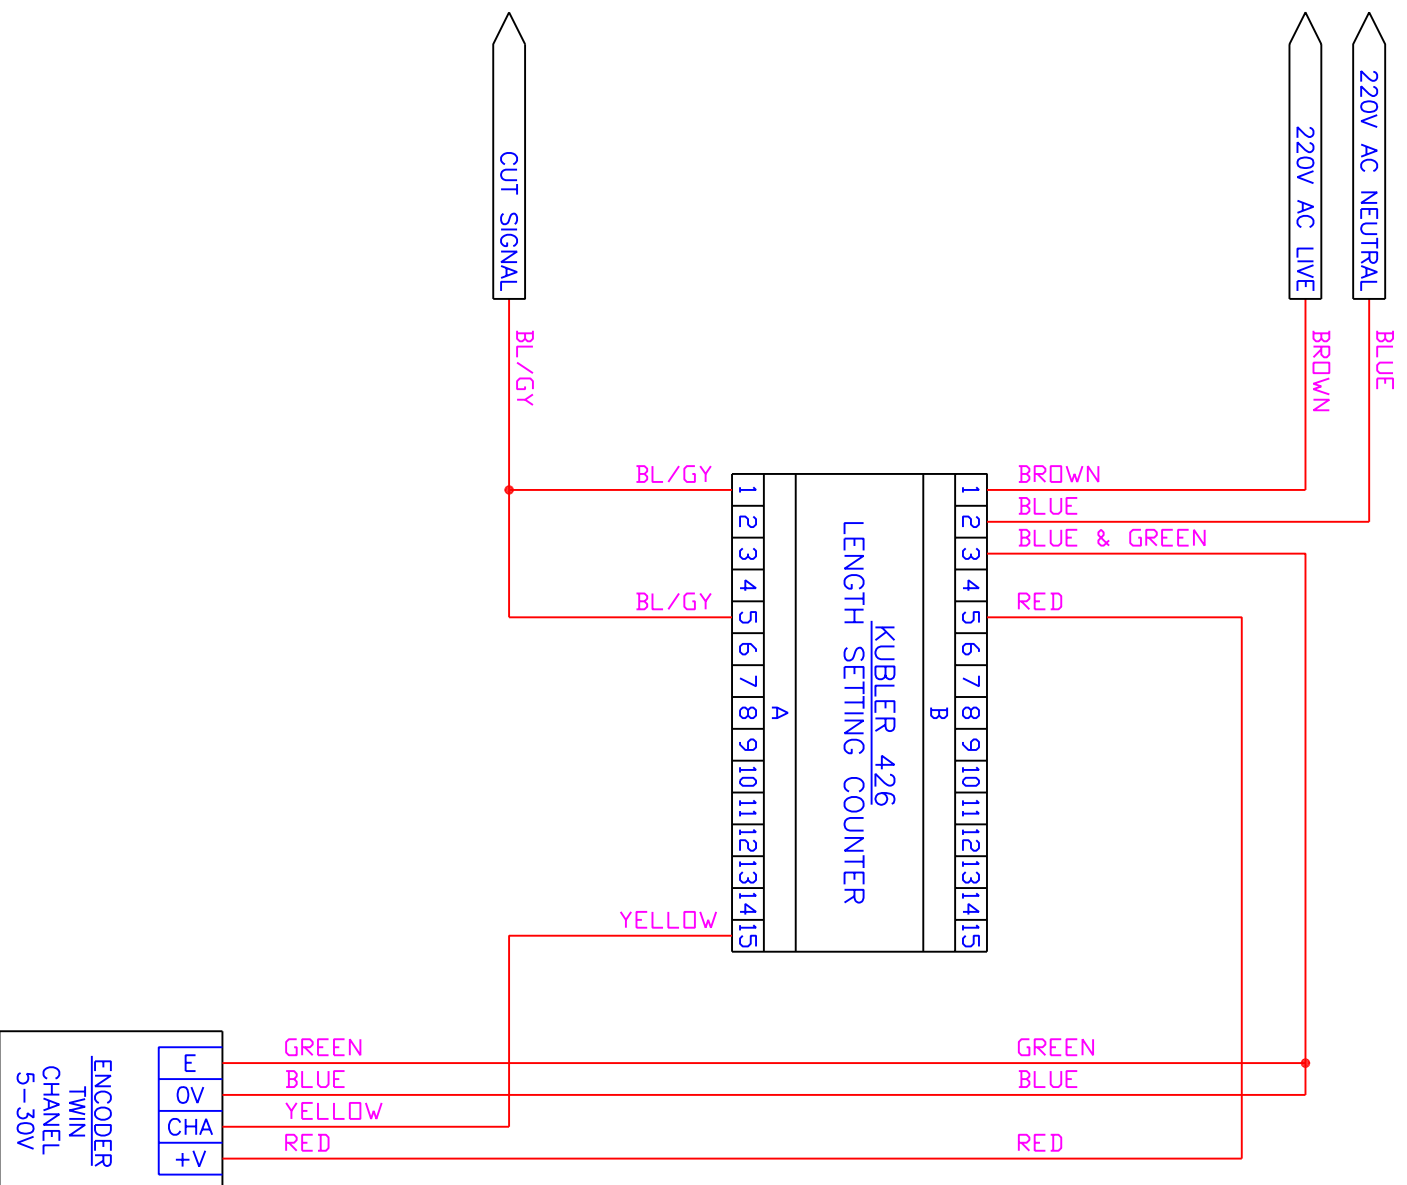 CUT SIGNAL
220V AC LIVE
220V AC NEUTRAL
BL/GY
BROWN
BLUE
BL/GY
BROWN
BLUE
BLUE & GREEN
BL/GY
RED
1
2
3
4
5
6
7
8
9
10
11
12
13
14
15
A
KUBLER 426
LENGTH SETTING COUNTER
B
1
2
3
4
5
6
7
8
9
10
11
12
13
14
15
YELLOW
ENCODER
TWIN
CHANEL
5-30V
E
0V
CHA
+V
GREEN
BLUE
YELLOW
RED
GREEN
BLUE
RED